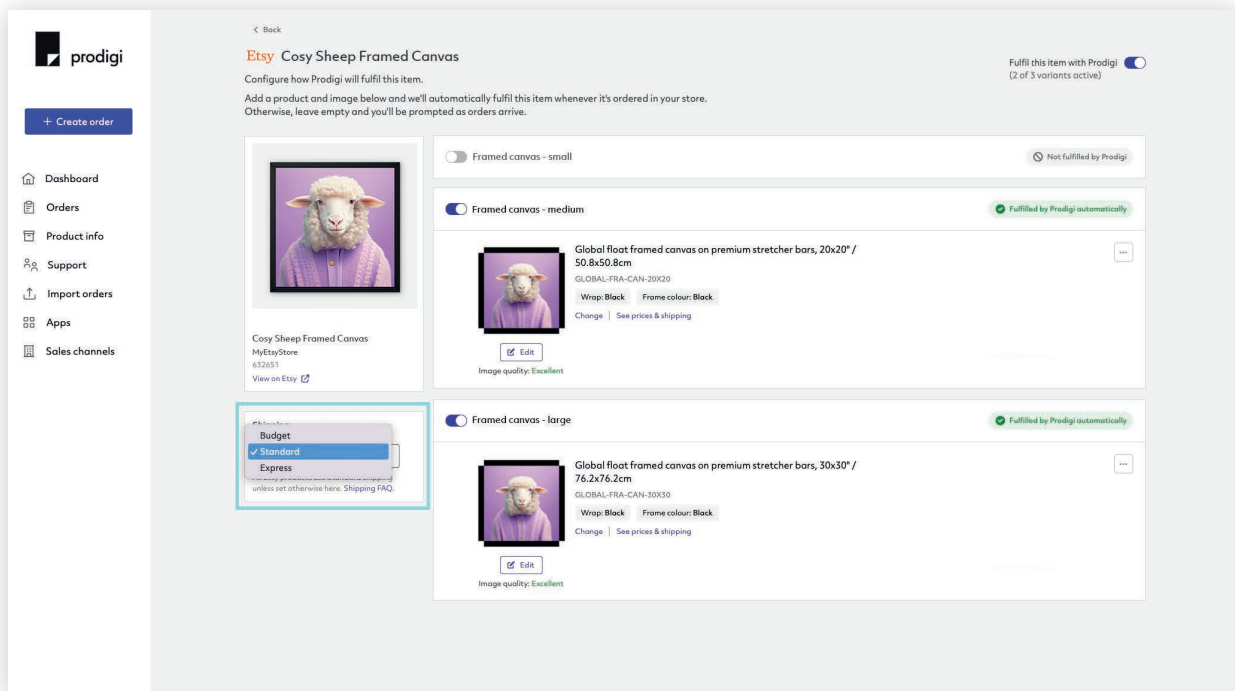 prodigi
+ Create order
Dashboard
Orders
Product info
Support
Import orders
Apps
Sales channels
< Back
Etsy Cosy Sheep Framed Canvas
Configure how Prodigi will fulfil this item.
Add a product and image below and we'll automatically fulfil this item whenever it's ordered in your store.
Otherwise, leave empty and you'll be prompted as orders arrive.
Fulfil this item with Prodigi
(2 of 3 variants active)
Cosy Sheep Framed Canvas
MyEtsyStore
632651
View on Etsy
Budget
✓ Standard
Express
unless set otherwise here. Shipping FAQ.
Framed canvas - small
Not fulfilled by Prodigi
Framed canvas - medium
Fulfilled by Prodigi automatically
Global float framed canvas on premium stretcher bars, 20x20" /
50.8x50.8cm
GLOBAL-FRA-CAN-20X20
Wrap: Black Frame colour: Black
Change | See prices & shipping
Edit
Image quality: Excellent
Framed canvas - large
Fulfilled by Prodigi automatically
Global float framed canvas on premium stretcher bars, 30x30" /
76.2x76.2cm
GLOBAL-FRA-CAN-30X30
Wrap: Black Frame colour: Black
Change | See prices & shipping
Edit
Image quality: Excellent